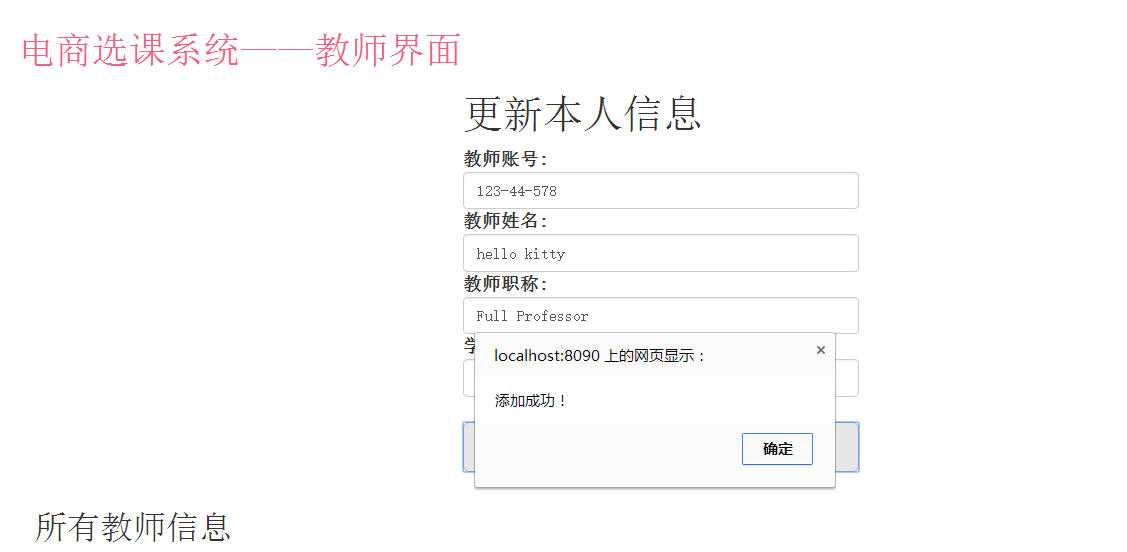 电商选课系统——教师界面
更新本人信息
教师账号：
123-44-578
教师姓名：
hello kitty
教师职称：
Full Professor
localhost:8090 上的网页显示：
×
添加成功！
确定
所有教师信息